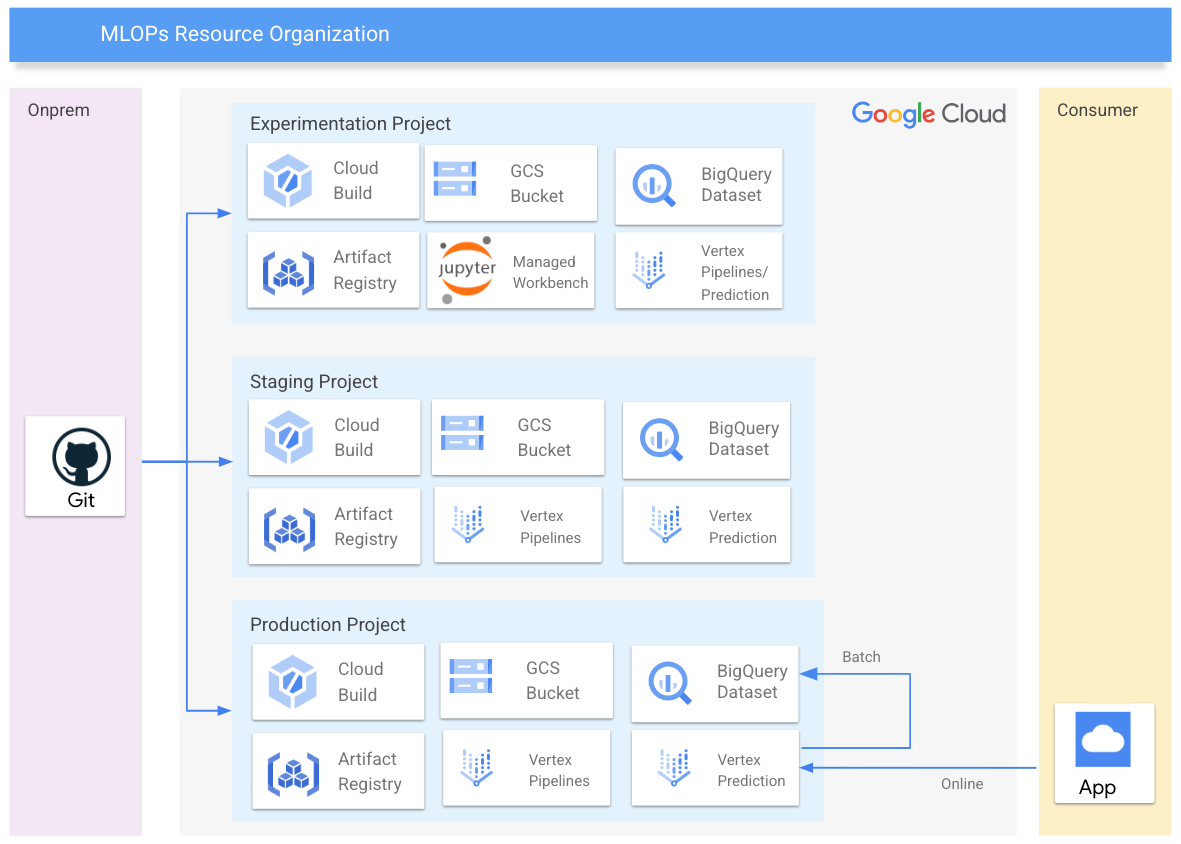 MLOPs Resource Organization
Onprem
Git
Google Cloud
Experimentation Project
Cloud
Build
GCS
Bucket
BigQuery
Dataset
Artifact
Registry
jupyter
Managed
Workbench
Vertex
Pipelines/
Prediction
Staging Project
Cloud
Build
GCS
Bucket
BigQuery
Dataset
Artifact
Registry
Vertex
Pipelines
Vertex
Prediction
Production Project
Cloud
Build
GCS
Bucket
BigQuery
Dataset
Artifact
Registry
Vertex
Pipelines
Vertex
Prediction
Batch
Online
Consumer
App